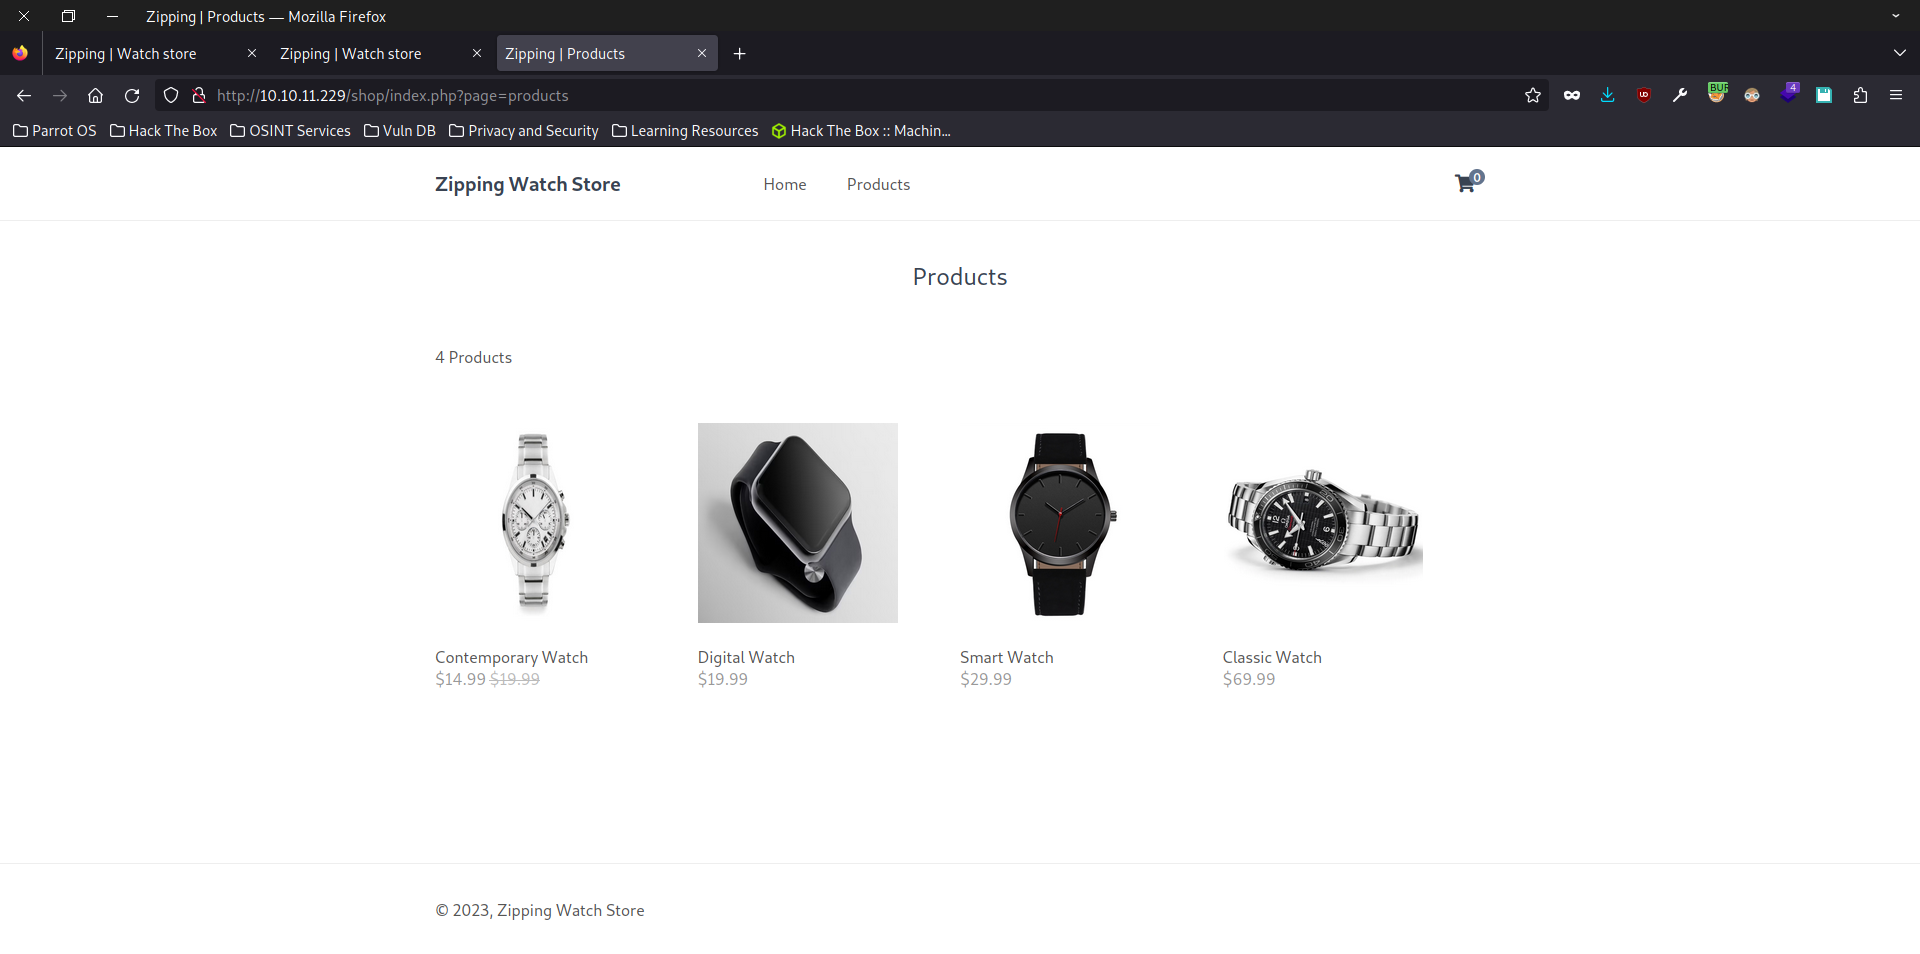 Zipping | Products — Mozilla Firefox
Zipping | Watch store
Zipping | Watch store
Zipping | Products
http://10.10.11.229/shop/index.php?page=products
BUR
4
Parrot OS
Hack The Box
OSINT Services
Vuln DB
Privacy and Security
Learning Resources
Hack The Box :: Machin...
Zipping Watch Store
Home
Products
0
Products
4 Products
Contemporary Watch
$14.99 $19.99
Digital Watch
$19.99
Smart Watch
$29.99
Classic Watch
$69.99
© 2023, Zipping Watch Store